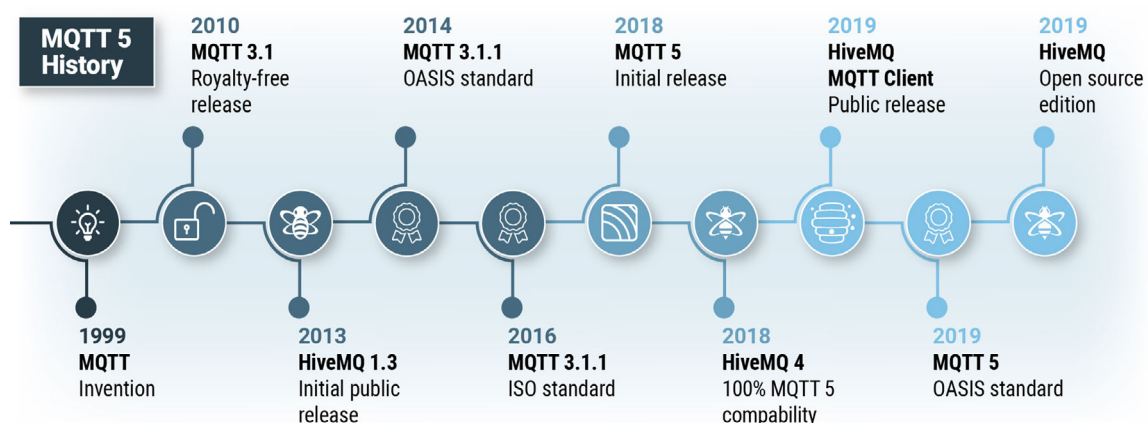 MQTT 5
History
2010
MQTT 3.1
Royalty-free
release
2014
MQTT 3.1.1
OASIS standard
2018
MQTT 5
Initial release
2019
HiveMQ
MQTT Client
Public release
2019
HiveMQ
Open source
edition
1999
MQTT
Invention
2013
HiveMQ 1.3
Initial public
release
2016
MQTT 3.1.1
ISO standard
2018
HiveMQ 4
100% MQTT 5
compability
2019
MQTT 5
OASIS standard